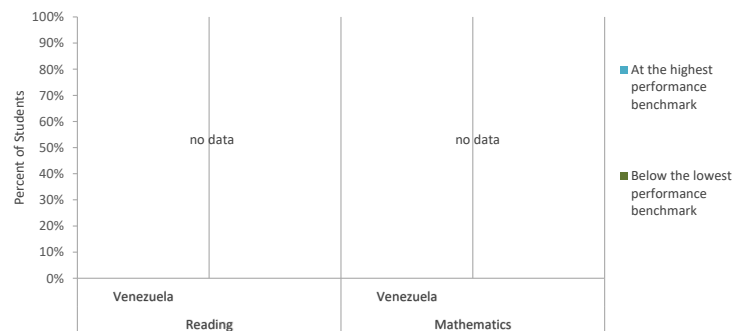 100%
90%
80%
70%
60%
50%
40%
30%
20%
10%
0%
Percent of Students
no data
no data
Venezuela
Venezuela
Reading
Mathematics
At the highest
performance
benchmark
Below the lowest
performance
benchmark